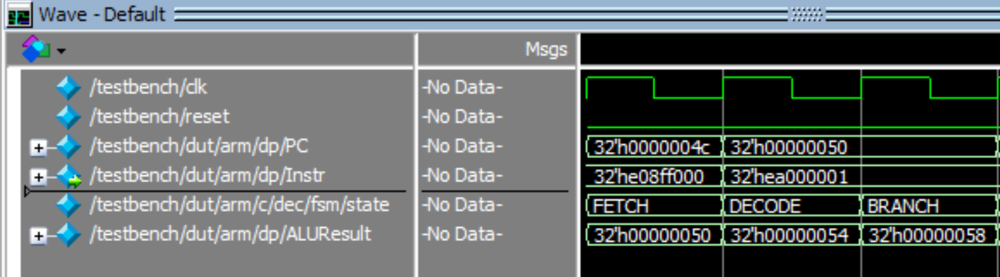 Wave - Default
Msgs
/testbench/clk -No Data-
/testbench/reset -No Data-
/testbench/dut/arm/dp/PC -No Data- 32'h0000004c 32'h00000050
/testbench/dut/arm/dp/Instr -No Data- 32'he08ff000 32'hea000001
/testbench/dut/arm/c/dec/fsm/state -No Data- FETCH DECODE BRANCH
/testbench/dut/arm/dp/ALUResult -No Data- 32'h00000050 32'h00000054 32'h00000058